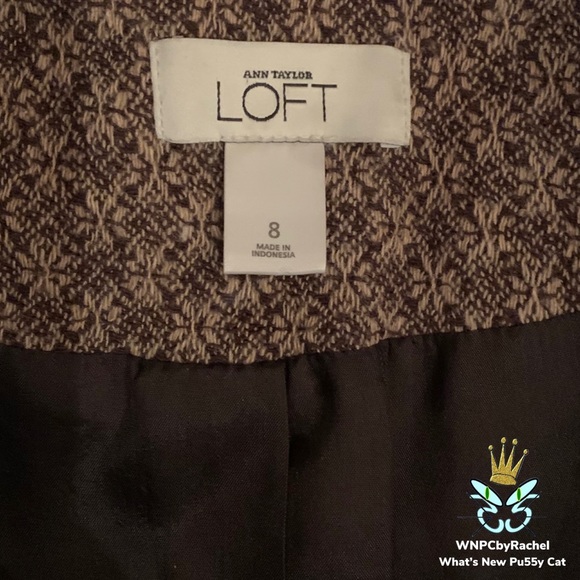 ANN TAYLOR
LOFT
8
MADE IN
INDONESIA
WNPCbyRachel
What's New Pu55y Cat